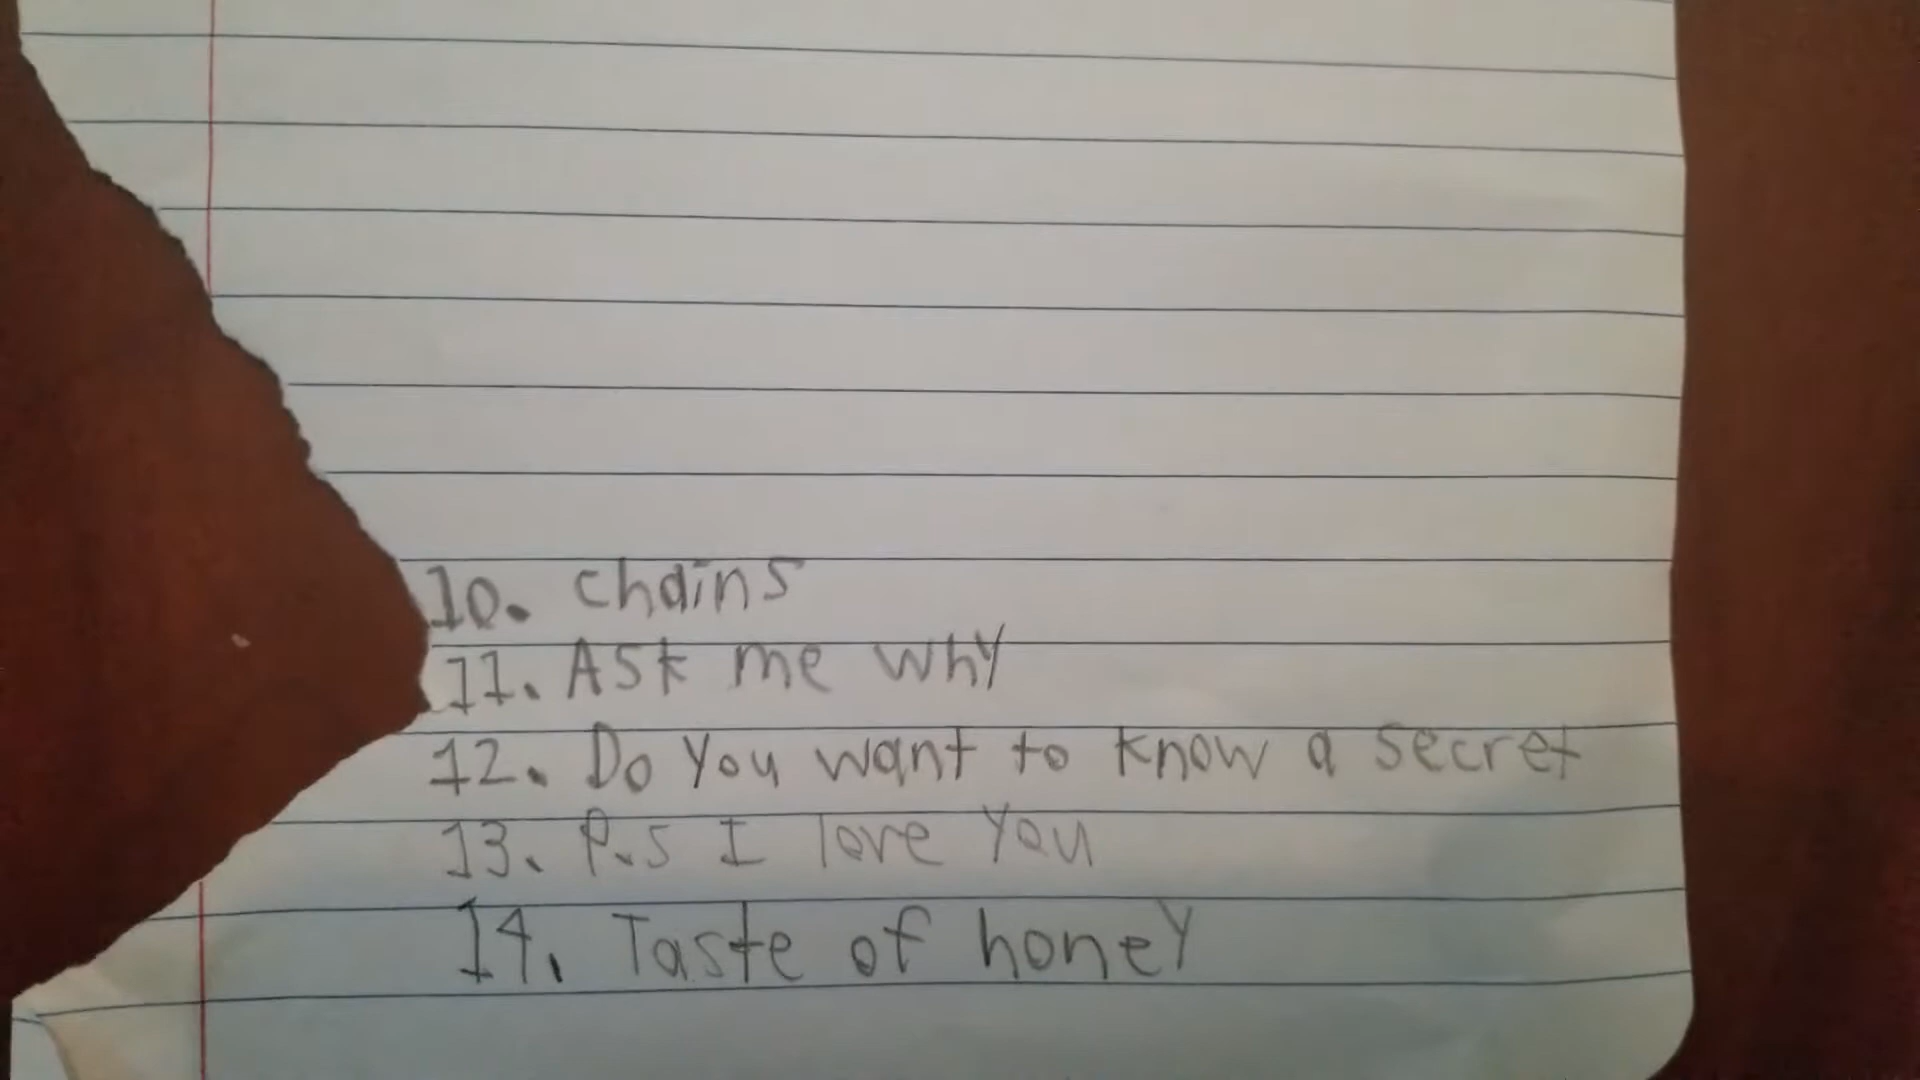 10. chains
11. Ask me why
12. Do you want to know a secret
13. P.s I love you
14. Taste of honey